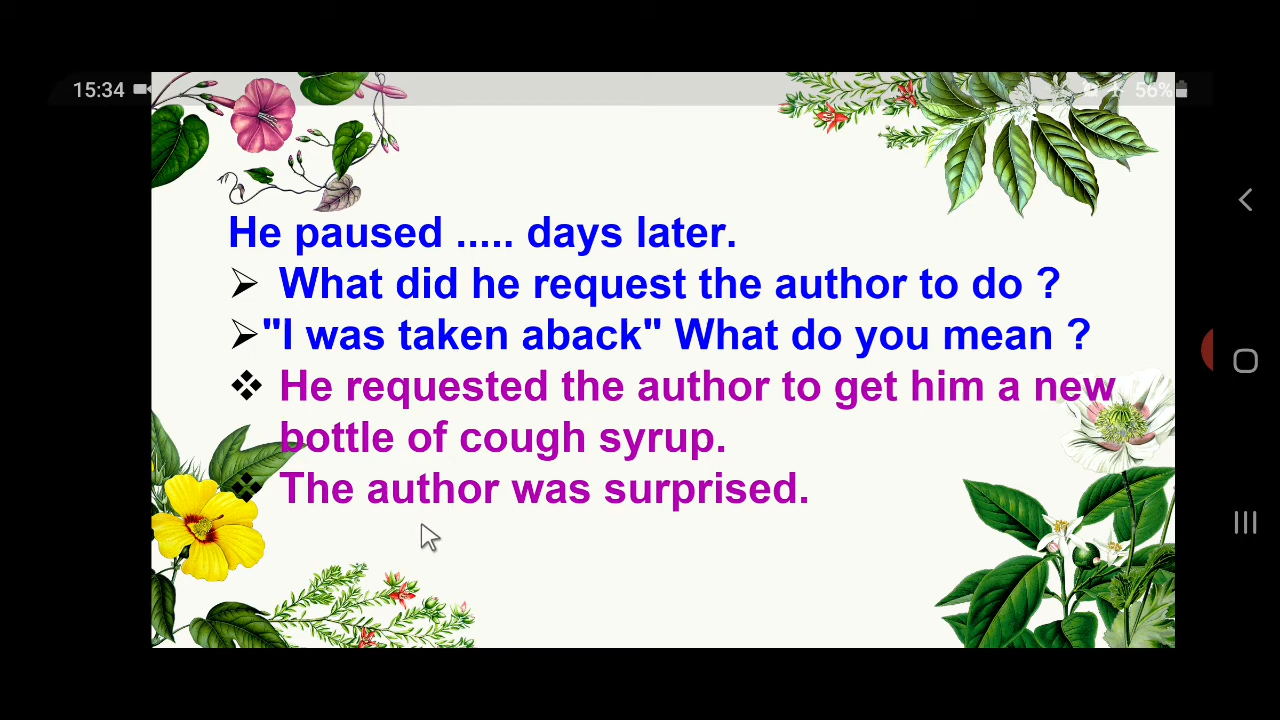 15:34
56%
He paused ..... days later.
➢ What did he request the author to do ?
➢ "I was taken aback" What do you mean ?
❖ He requested the author to get him a new
bottle of cough syrup.
❖ The author was surprised.